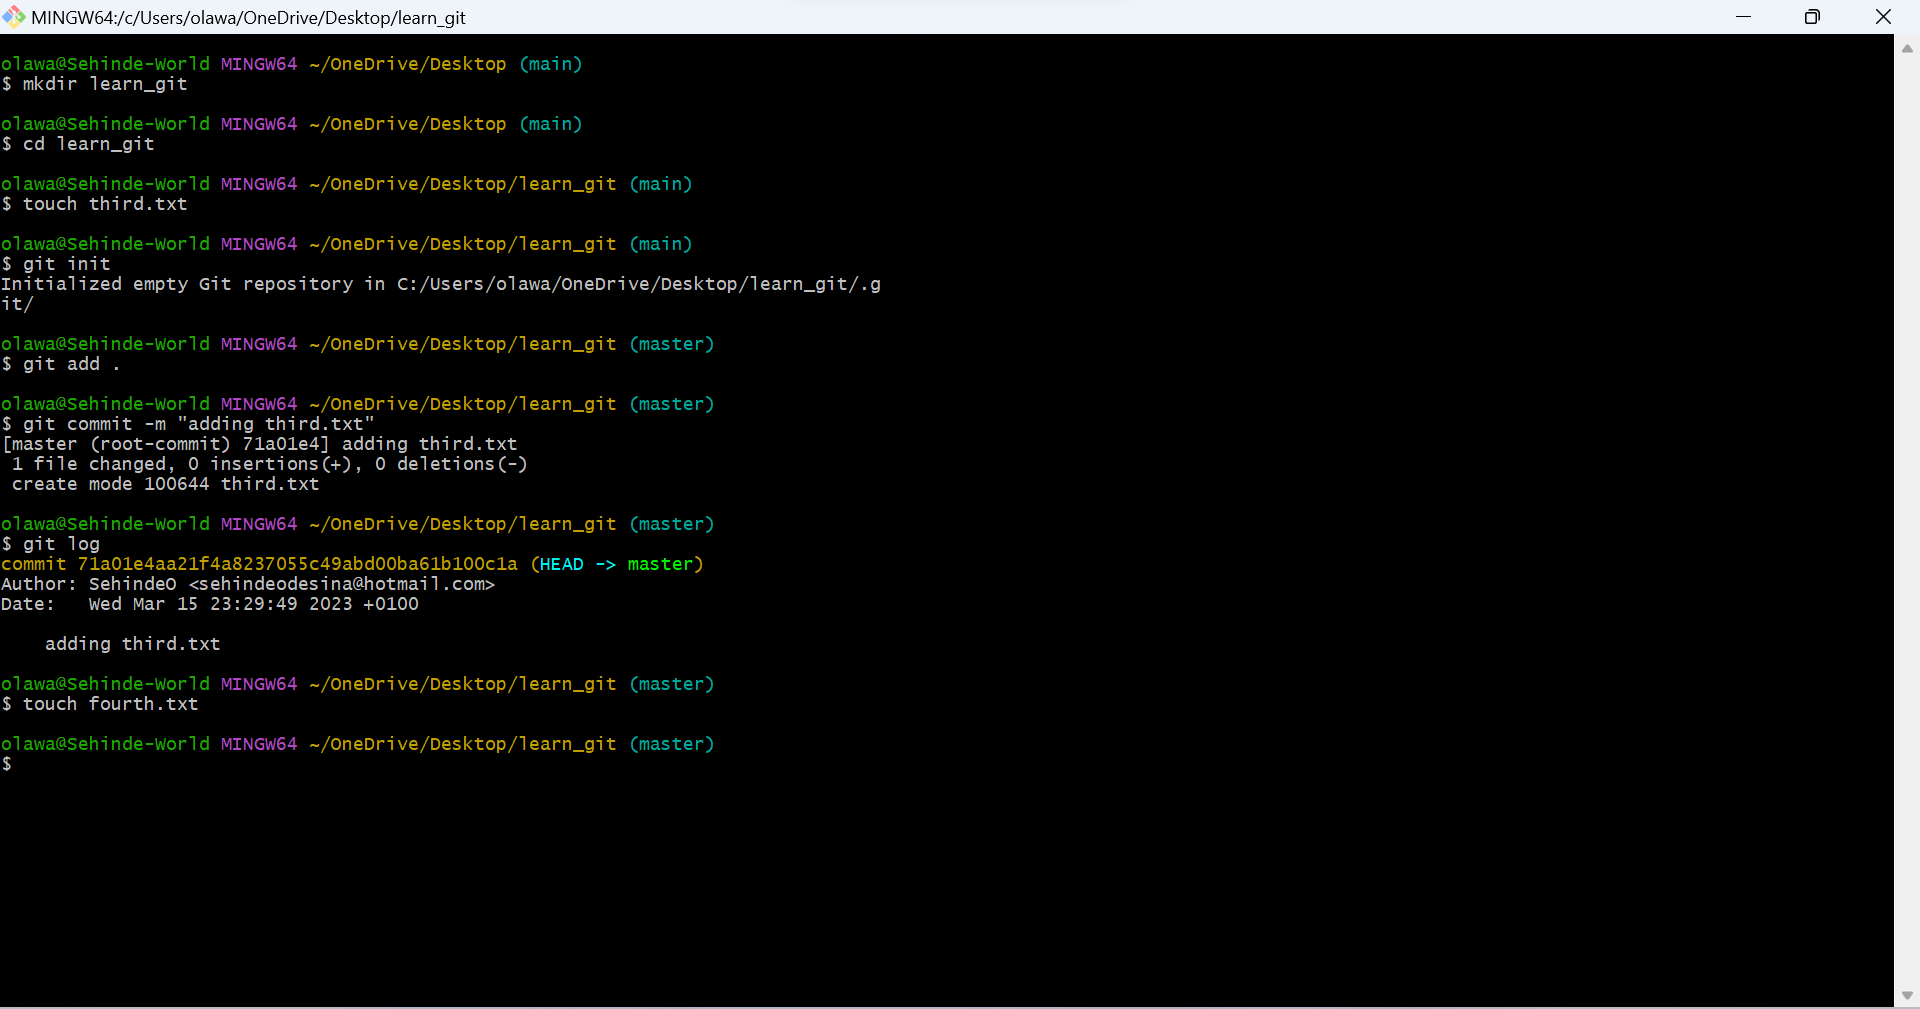 MINGW64:/c/Users/olawa/OneDrive/Desktop/learn_git
olawa@Sehinde-World MINGW64 ~/OneDrive/Desktop (main)
$ mkdir learn_git
olawa@Sehinde-World MINGW64 ~/OneDrive/Desktop (main)
$ cd learn_git
olawa@Sehinde-World MINGW64 ~/OneDrive/Desktop/learn_git (main)
$ touch third.txt
olawa@Sehinde-World MINGW64 ~/OneDrive/Desktop/learn_git (main)
$ git init
Initialized empty Git repository in C:/Users/olawa/OneDrive/Desktop/learn_git/.g
it/
olawa@Sehinde-World MINGW64 ~/OneDrive/Desktop/learn_git (master)
$ git add .
olawa@Sehinde-World MINGW64 ~/OneDrive/Desktop/learn_git (master)
$ git commit -m "adding third.txt"
[master (root-commit) 71a01e4] adding third.txt
 1 file changed, 0 insertions(+), 0 deletions(-)
 create mode 100644 third.txt
olawa@Sehinde-World MINGW64 ~/OneDrive/Desktop/learn_git (master)
$ git log
commit 71a01e4aa21f4a8237055c49abd00ba61b100c1a (HEAD -> master)
Author: SehindeO <sehindeodesina@hotmail.com>
Date:   Wed Mar 15 23:29:49 2023 +0100
    adding third.txt
olawa@Sehinde-World MINGW64 ~/OneDrive/Desktop/learn_git (master)
$ touch fourth.txt
olawa@Sehinde-World MINGW64 ~/OneDrive/Desktop/learn_git (master)
$